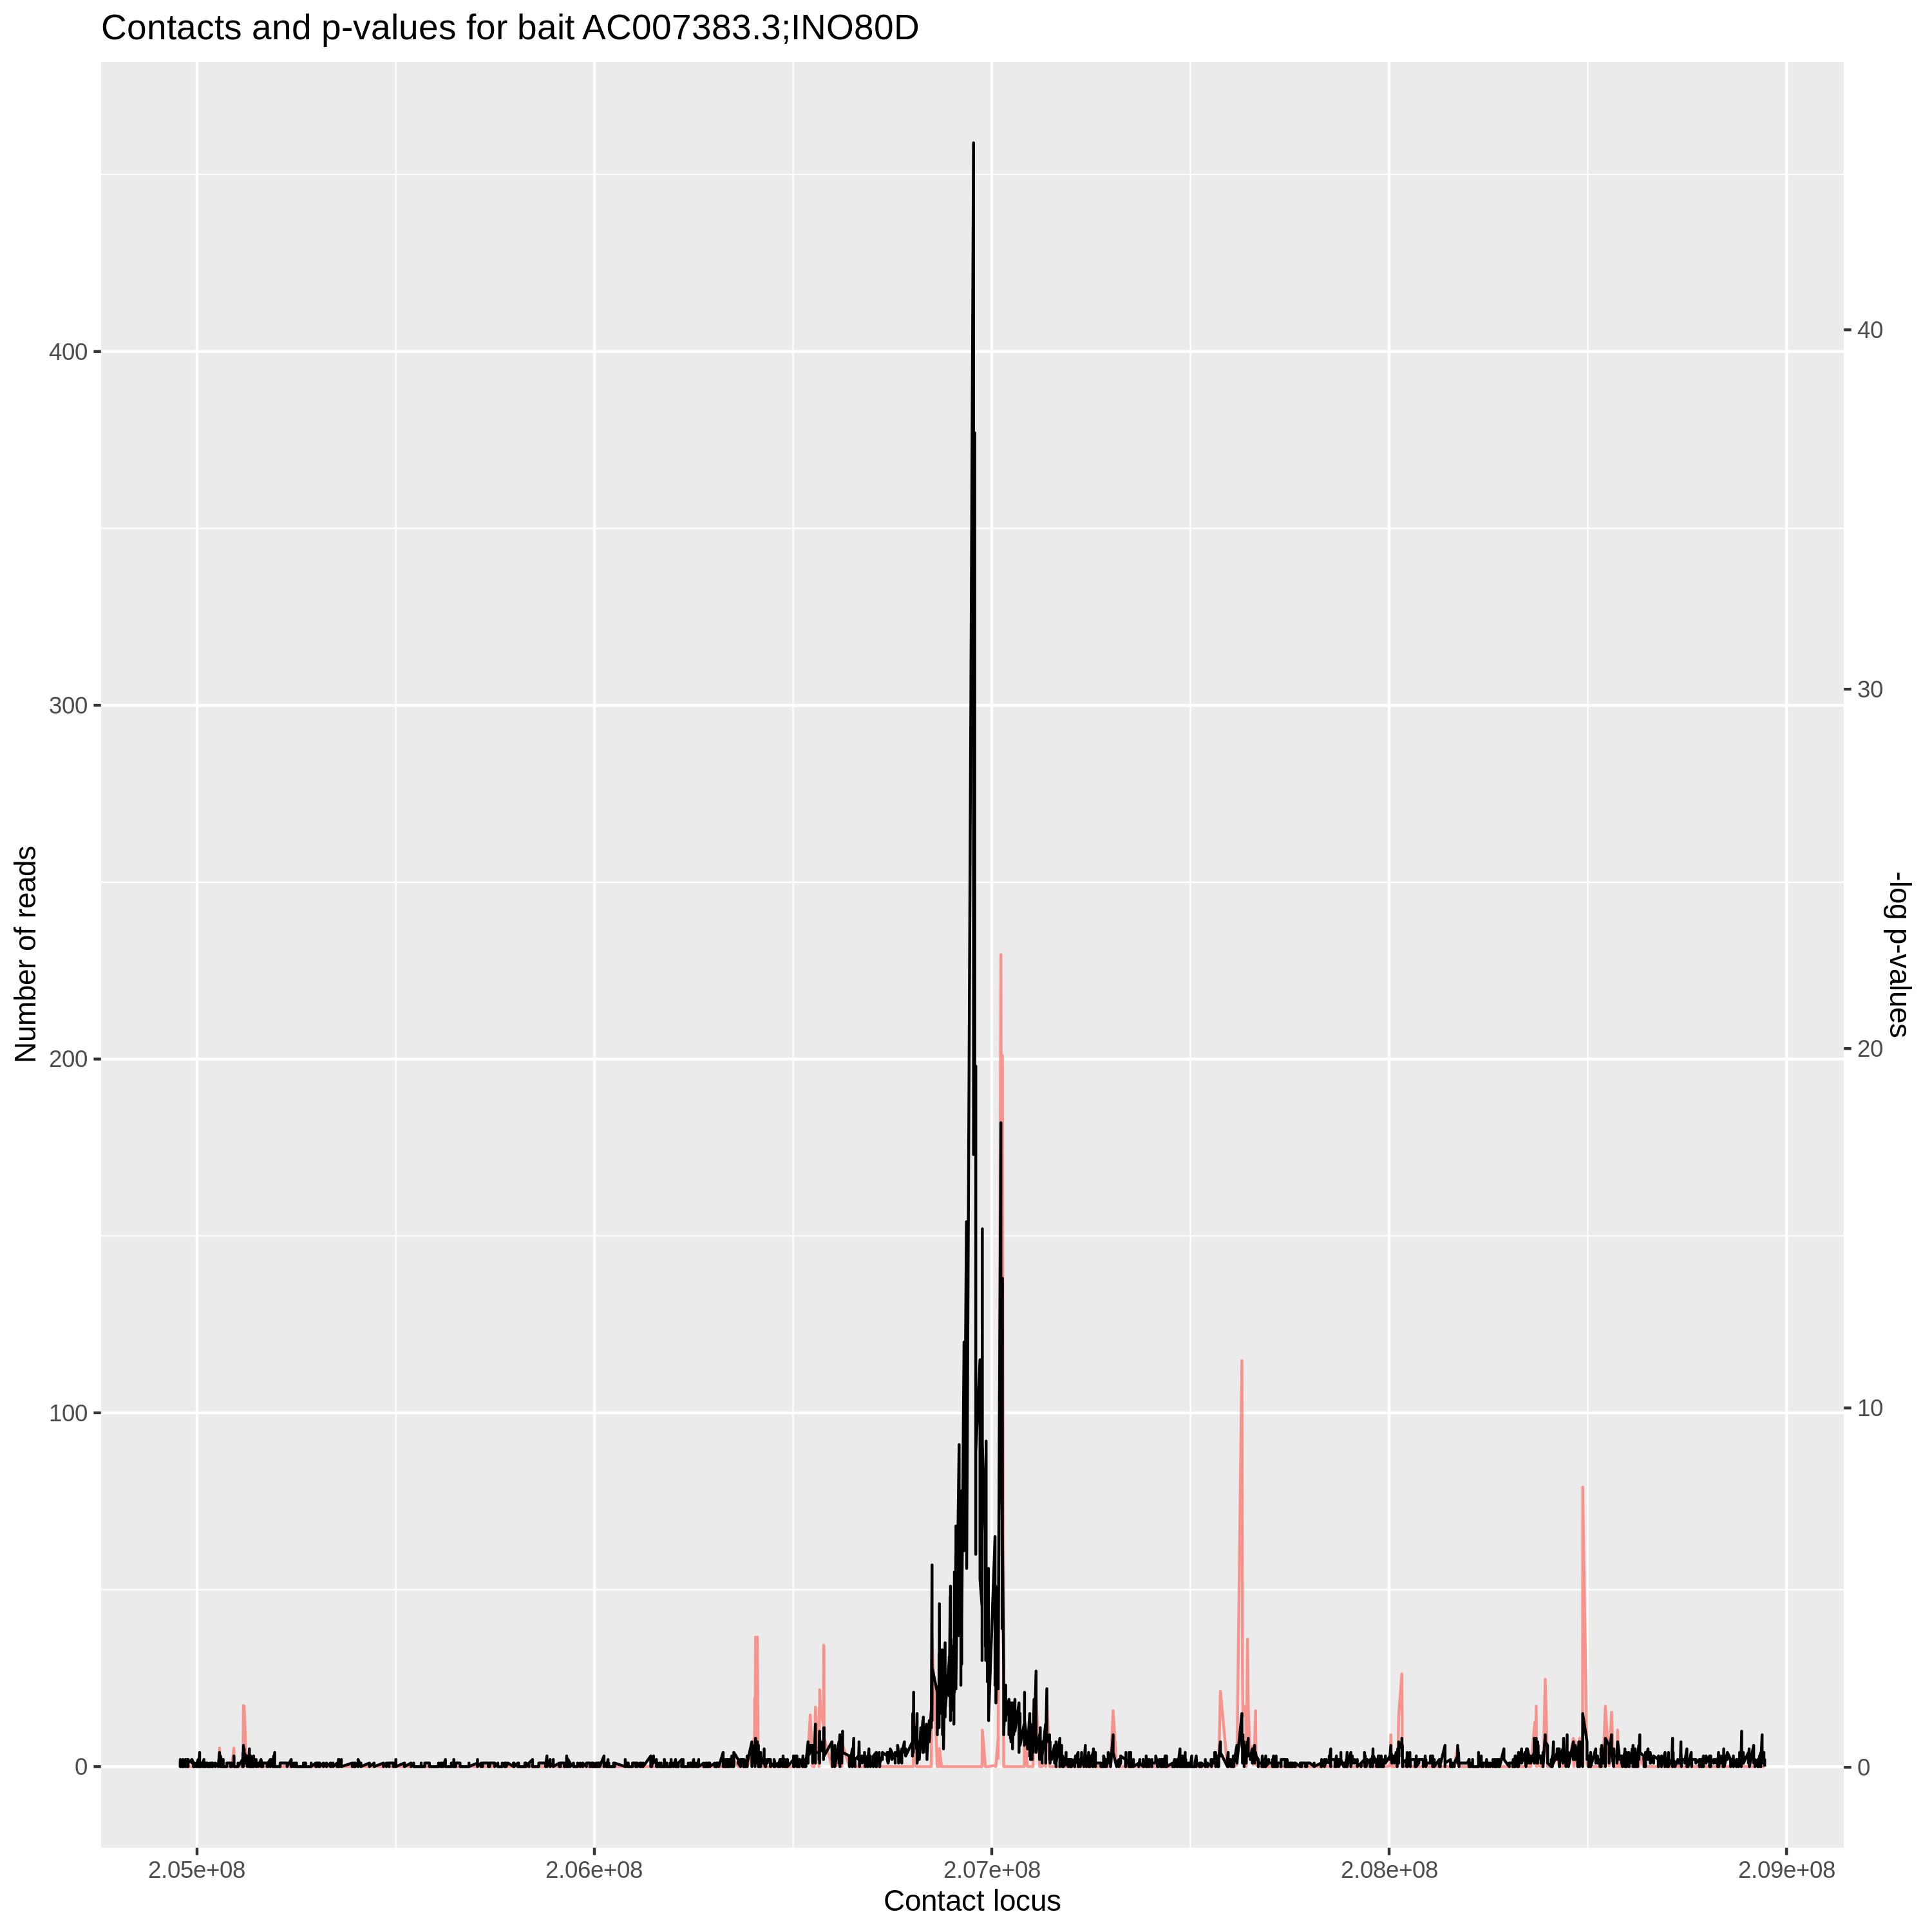 Contacts and p-values for bait AC007383.3;INO80D
Number of reads
400
300
200
100
0
40
30
20
10
0
-log p-values
2.05e+08 2.06e+08 2.07e+08 2.08e+08 2.09e+08
Contact locus